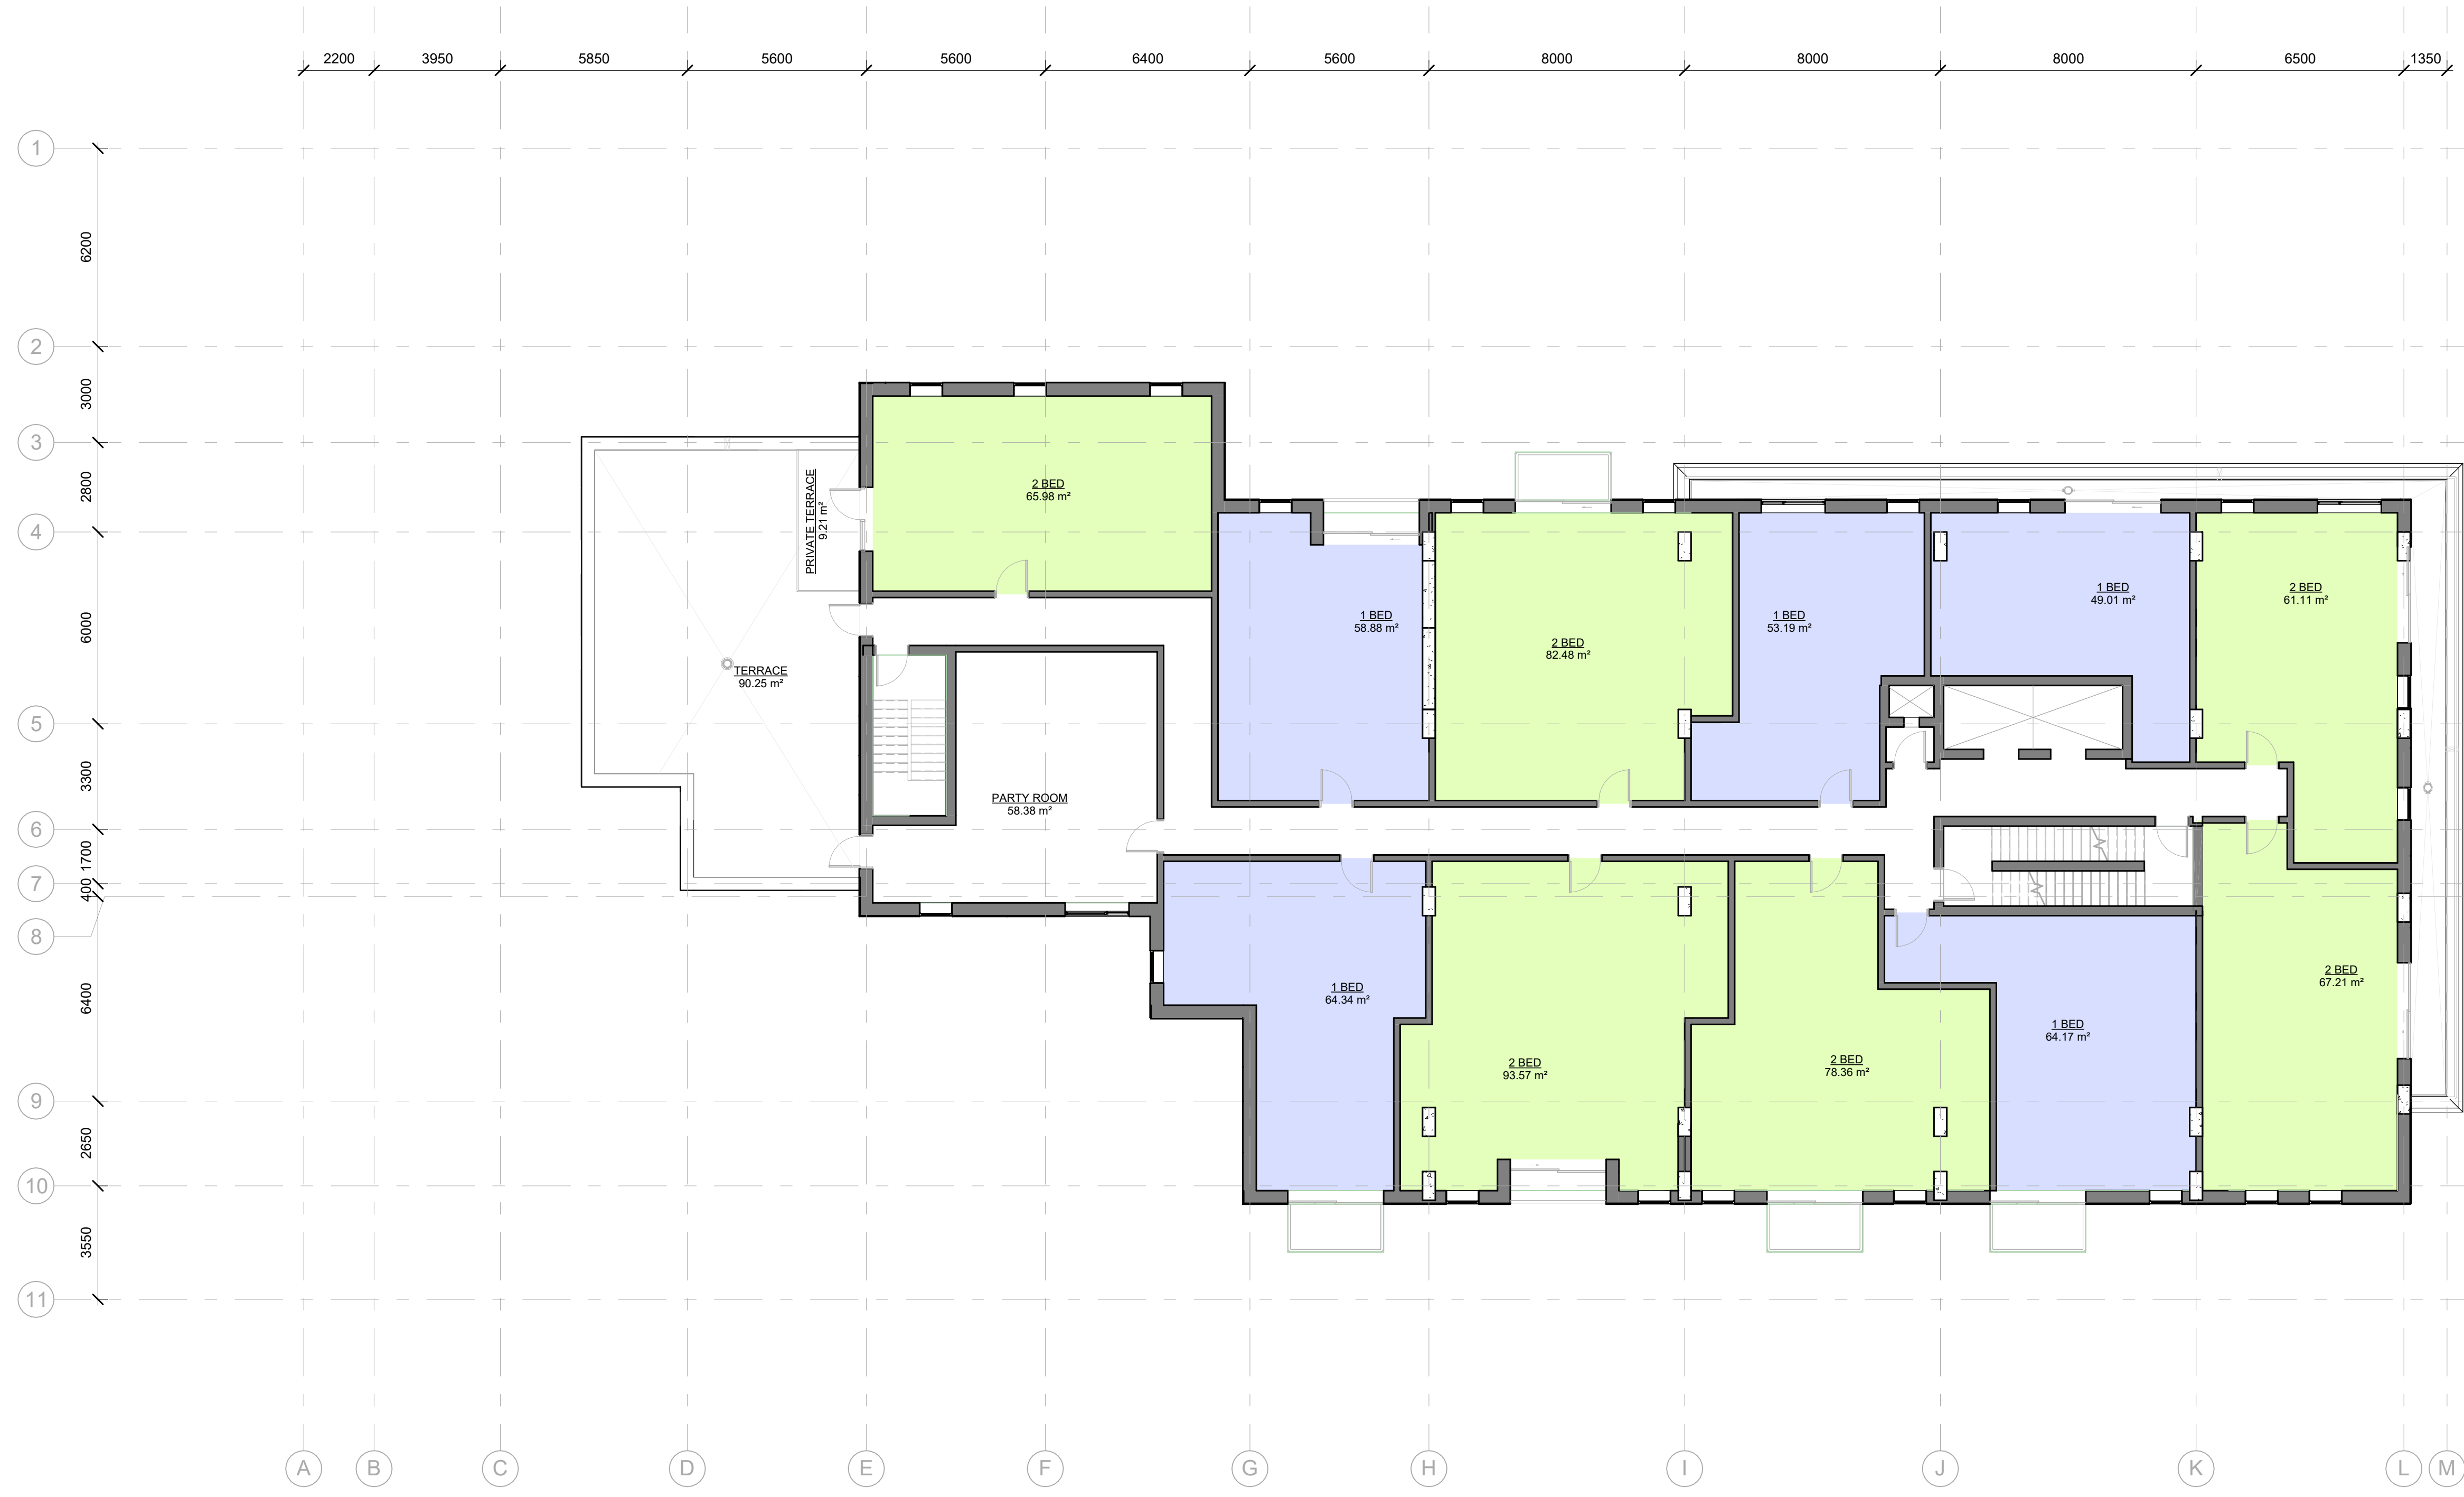 2200 3950 5850 5600 5600 6400 5600 8000 8000 8000 6500 1350
1
6200
2
3000
3
2800
4
6000
5
3300
6
1700
7
400
8
6400
9
2650
10
3550
11
2 BED
65.98 m²
PRIVATE TERRACE
9.21 m²
TERRACE
90.25 m²
PARTY ROOM
58.38 m²
1 BED
58.88 m²
2 BED
82.48 m²
1 BED
53.19 m²
1 BED
49.01 m²
2 BED
61.11 m²
1 BED
64.34 m²
2 BED
93.57 m²
2 BED
78.36 m²
1 BED
64.17 m²
2 BED
67.21 m²
A B C D E F G H I J K L M